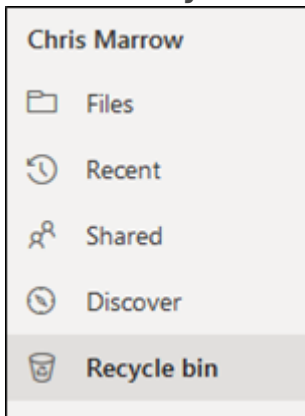 Chris Marrow
Files
Recent
Shared
Discover
Recycle bin